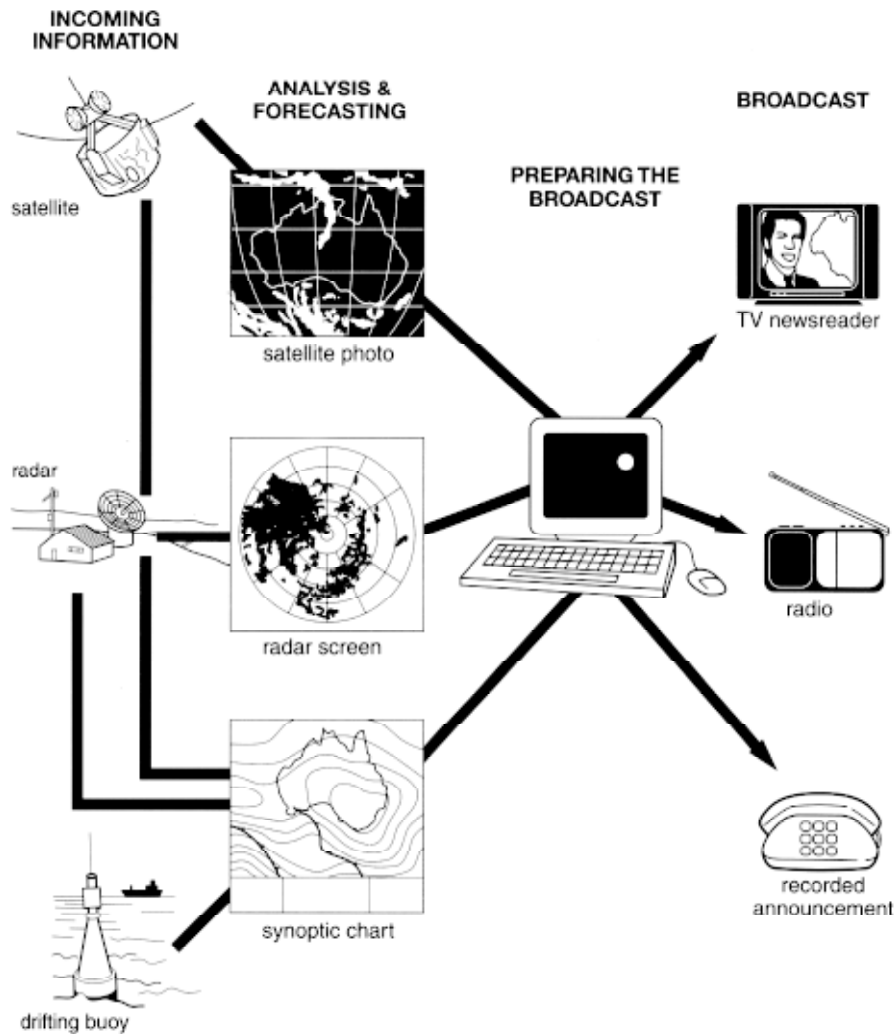 INCOMING
INFORMATION
ANALYSIS &
FORECASTING
PREPARING THE
BROADCAST
BROADCAST
satellite
satellite photo
TV newsreader
radar
radar screen
radio
synoptic chart
drifting buoy
recorded
announcement